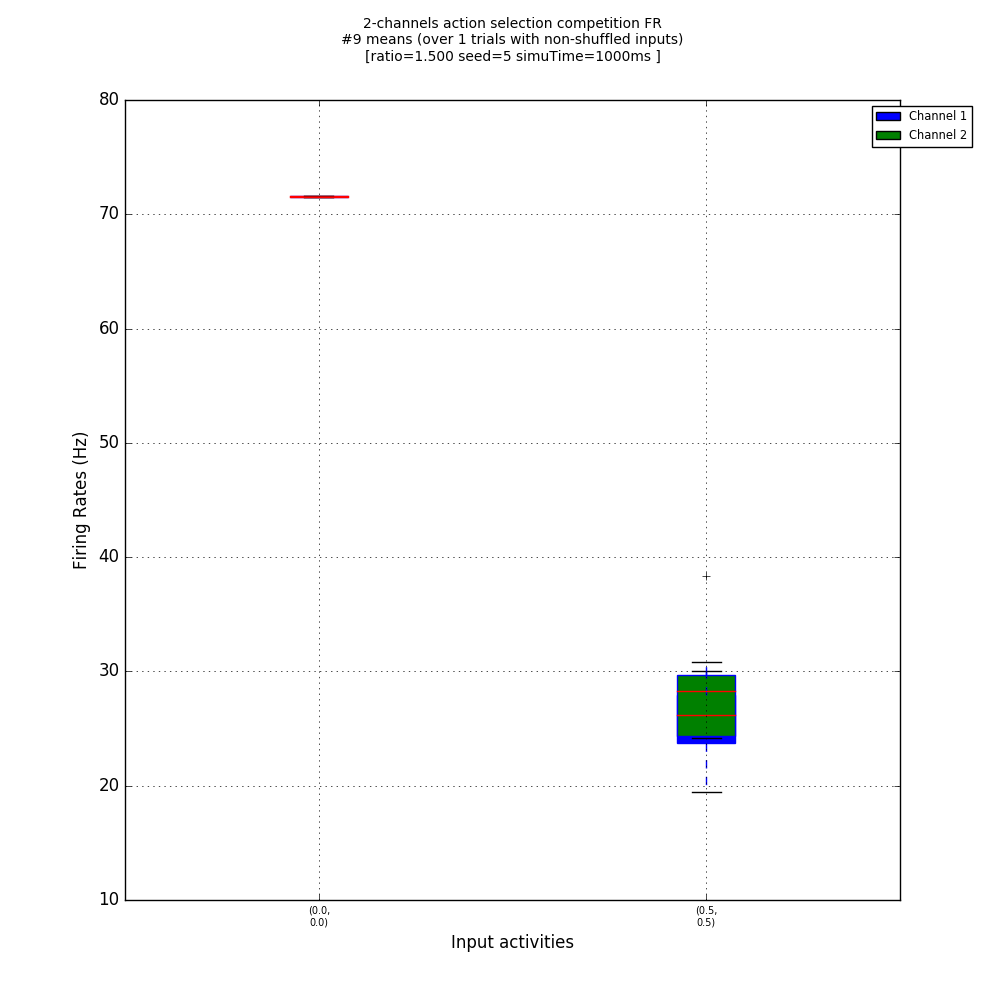 2-channels action selection competition FR
#9 means (over 1 trials with non-shuffled inputs)
[ratio=1.500 seed=5 simuTime=1000ms ]
Channel 1
Channel 2
80
70
60
50
40
30
20
10
Firing Rates (Hz)
(0.0,
0.0)
(0.5,
0.5)
Input activities